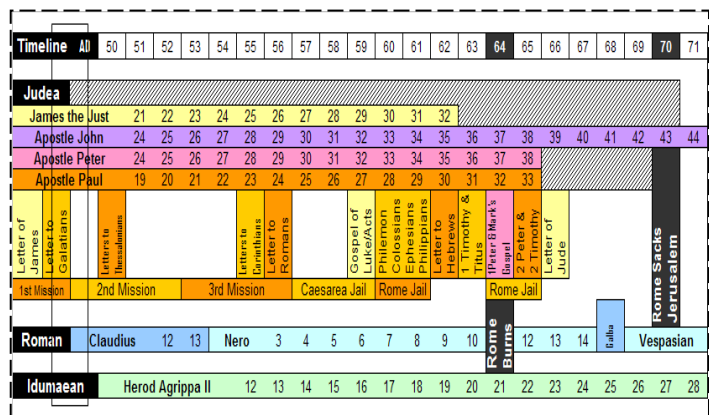 Timeline AD 50 51 52 53 54 55 56 57 58 59 60 61 62 63 64 65 66 67 68 69 70 71
Judea
James the Just 21 22 23 24 25 26 27 28 29 30 31 32
Apostle John 24 25 26 27 28 29 30 31 32 33 34 35 36 37 38 39 40 41 42 43 44
Apostle Peter 24 25 26 27 28 29 30 31 32 33 34 35 36 37 38
Apostle Paul 19 20 21 22 23 24 25 26 27 28 29 30 31 32 33
Letter of
James
Letter to
Galatians
Letters to
Thessalonians
Letters to
Corinthians
Letter to
Romans
Gospel of
Luke/Acts
Philemon
Colossians
Ephesians
Philippians
Letter to
Hebrews
1 Timothy &
Titus
1Peter & Mark's
Gospel
2 Peter &
2 Timothy
Letter of
Jude
Rome Sacks
Jerusalem
1st Mission 2nd Mission 3rd Mission Caesarea Jail Rome Jail Rome Jail
Roman Claudius 12 13 Nero 3 4 5 6 7 8 9 10 12 13 14 Galba Vespasian
Rome
Burns
Idumaean Herod Agrippa II 12 13 14 15 16 17 18 19 20 21 22 23 24 25 26 27 28